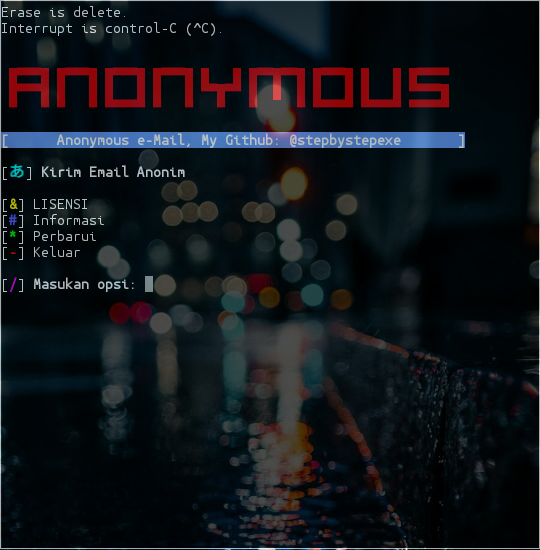 Erase is delete.
Interrupt is control-C (^C).
ANONYMOUS
[ Anonymous e-Mail, My Github: @stepbystepexe ]
[あ] Kirim Email Anonim
[&] LISENSI
[#] Informasi
[*] Perbarui
[-] Keluar
[/] Masukan opsi: